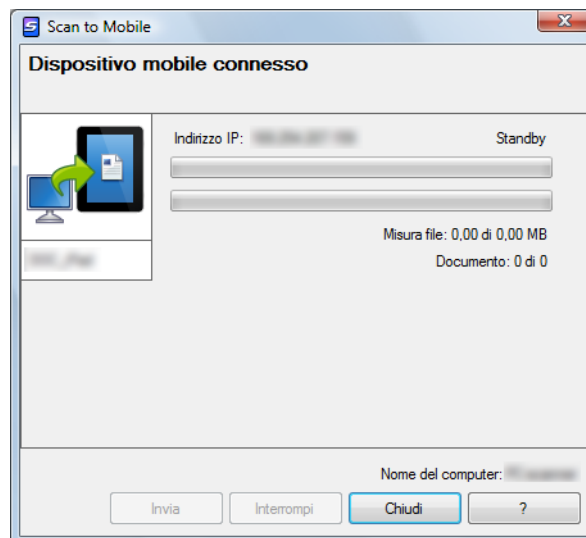 Scan to Mobile
Dispositivo mobile connesso
Indirizzo IP: Standby
Misura file: 0,00 di 0,00 MB
Documento: 0 di 0
Nome del computer:
Invia Interrompi Chiudi ?